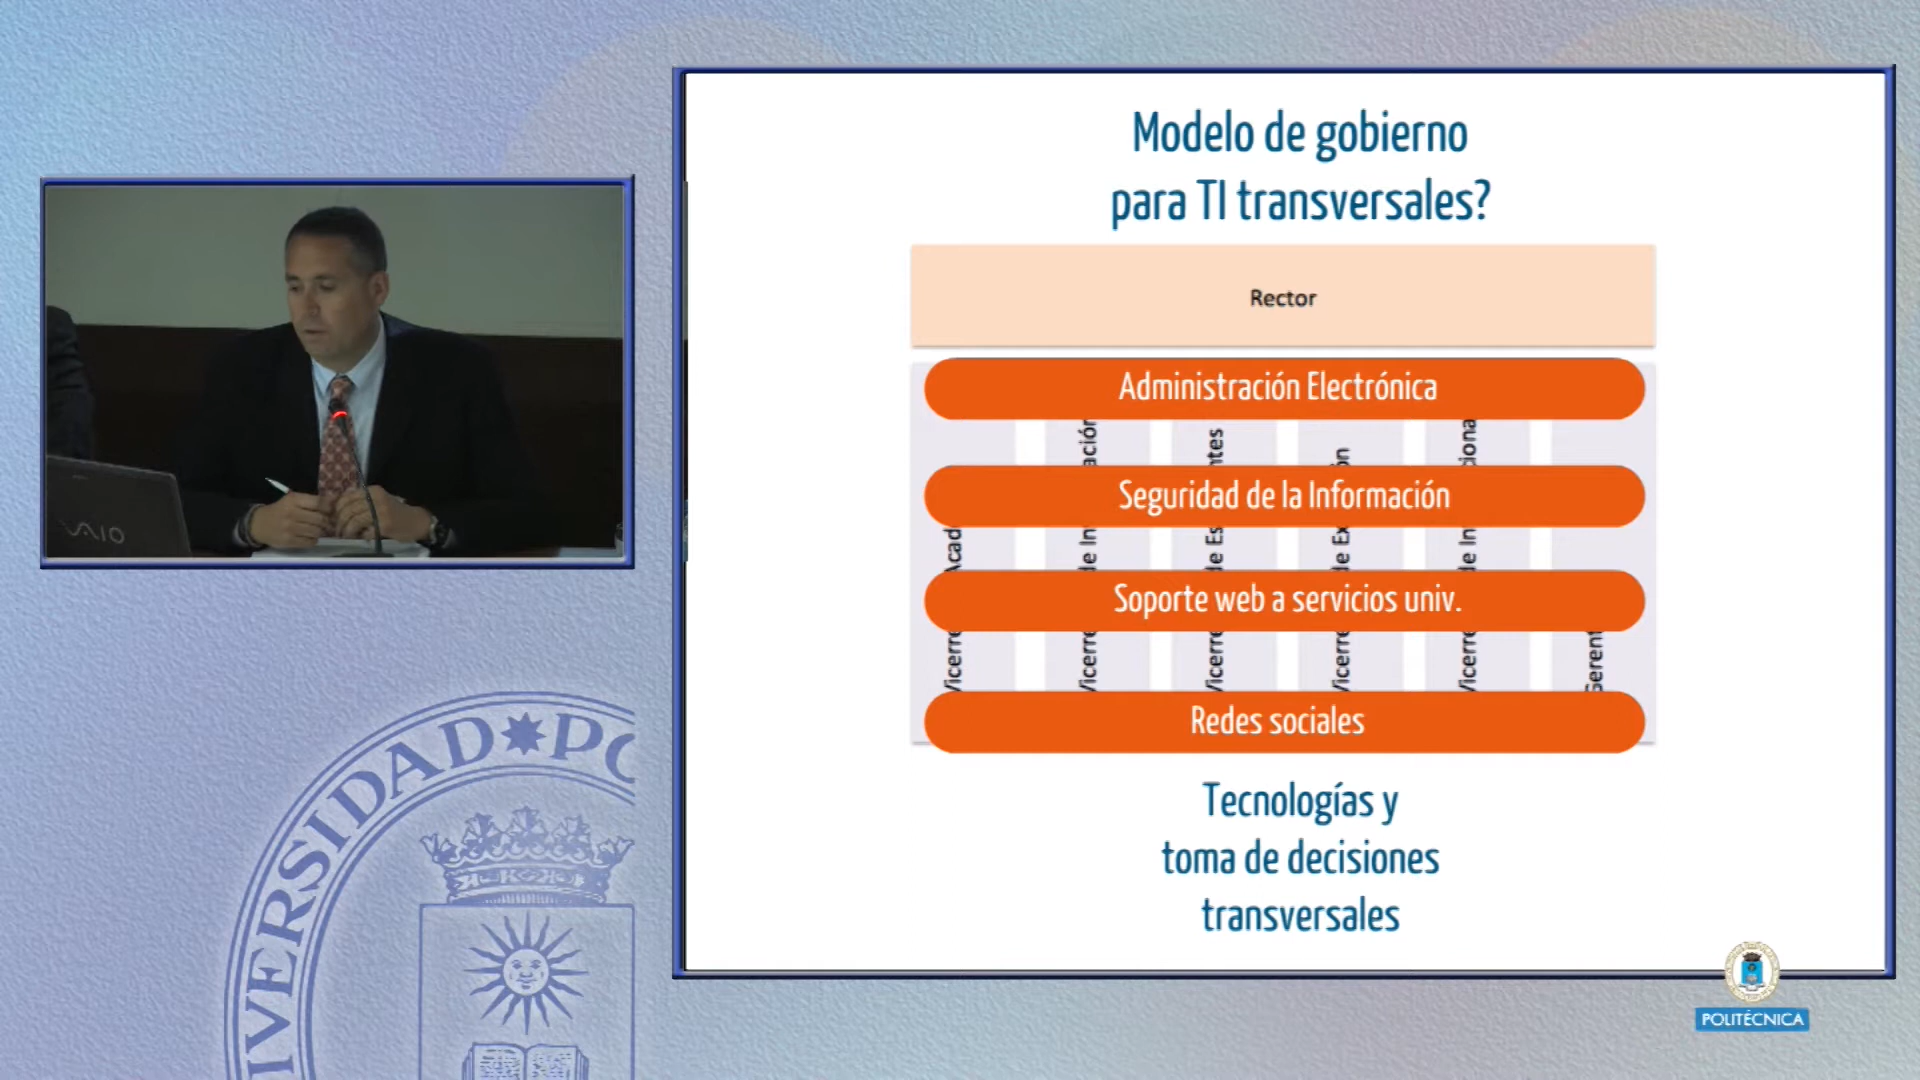 Modelo de gobierno
para TI transversales?
Rector
Administración Electrónica
Seguridad de la Información
Soporte web a servicios univ.
Redes sociales
Tecnologías y
toma de decisiones
transversales
POLITÉCNICA
VAIO